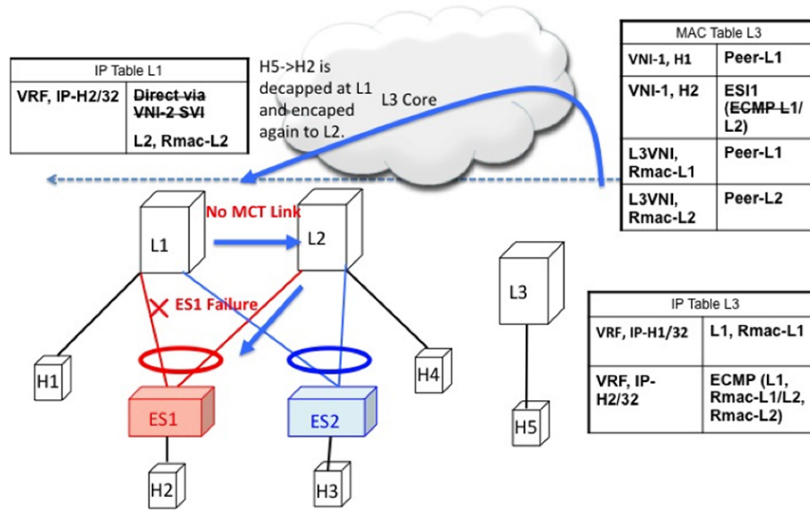 MAC Table L3
VNI-1, H1
Peer-L1
VNI-1, H2
ESI1
(ECMP L1/
L2)
L3VNI,
Rmac-L1
Peer-L1
L3VNI,
Rmac-L2
Peer-L2
IP Table L1
VRF, IP-H2/32
Direct via
VNI-2 SVI
L2, Rmac-L2
H5->H2 is
decapped at L1
and encaped
again to L2.
L3 Core
No MCT Link
L1
L2
ES1 Failure
L3
H1
H4
ES1
ES2
H5
H2
H3
IP Table L3
VRF, IP-H1/32
L1, Rmac-L1
VRF, IP-
H2/32
ECMP (L1,
Rmac-L1/L2,
Rmac-L2)